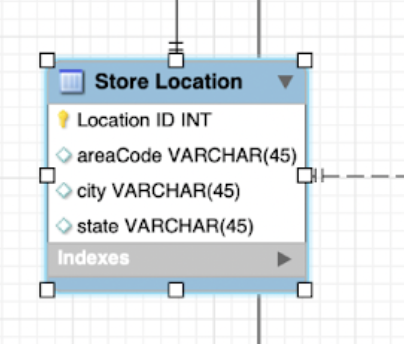 Store Location
Location ID INT
areaCode VARCHAR(45)
city VARCHAR(45)
state VARCHAR(45)
Indexes